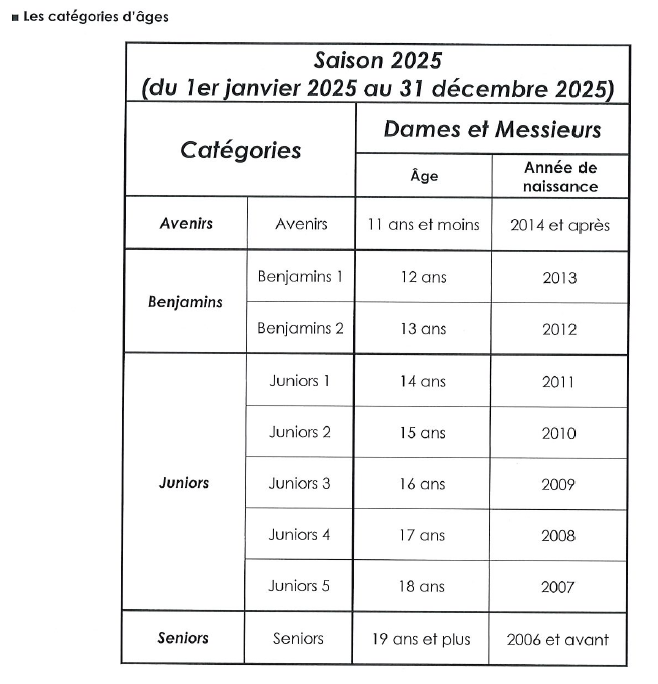 ■ Les catégories d'âges
Saison 2025
(du 1er janvier 2025 au 31 décembre 2025)
Catégories
Dames et Messieurs
Âge
Année de
naissance
Avenirs Avenirs 11 ans et moins 2014 et après
Benjamins
Benjamins 1 12 ans 2013
Benjamins 2 13 ans 2012
Juniors
Juniors 1 14 ans 2011
Juniors 2 15 ans 2010
Juniors 3 16 ans 2009
Juniors 4 17 ans 2008
Juniors 5 18 ans 2007
Seniors Seniors 19 ans et plus 2006 et avant